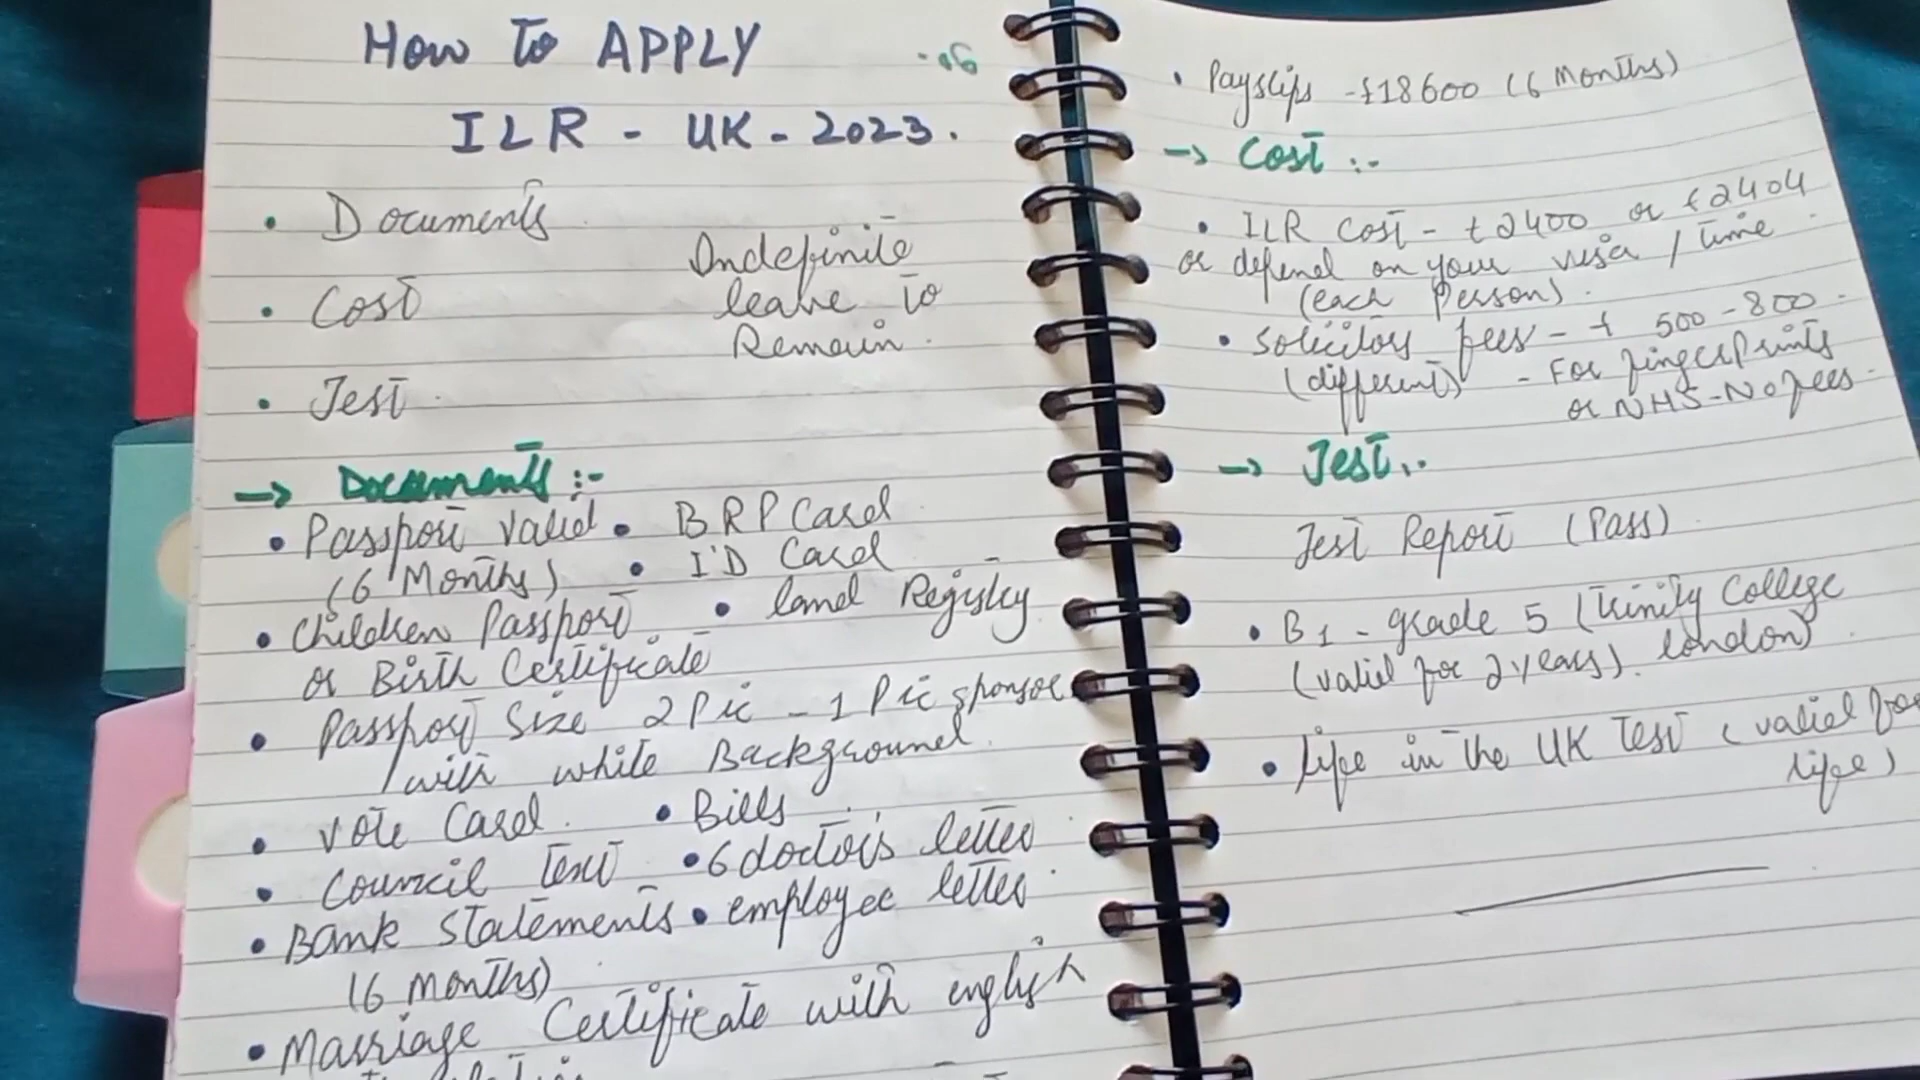 How to APPLY
ILR - UK - 2023.
• Documents
Indefinite
leave to
Remain.
• Cost
• Test
→ Documents :-
• Passport valid
(6 Months)
• BRP Card
• I'D Card
• land Registry
• Children Passport
or Birth Certificate
• Passport Size 2 Pic - 1 Pic sponsor
with white Background.
• Vote Card.
• Bills
• Council text
• 6 doctor's letter
• Bank statements
(6 Months)
• employee letter
• Marriage Certificate with english
• Payslips - £18600 (6 Months)
→ Cost :-
• ILR Cost - £2400 or £2404
or depend on your visa / time
(each Person).
• Solicitors fees - £ 500 - 800
(different) - For fingerprints
or NHS - No fees.
→ Test :-
Test Report (Pass)
• B1 - grade 5 (Trinity College
(valid for 2 years). london)
• Life in the UK Test (valid for
life)